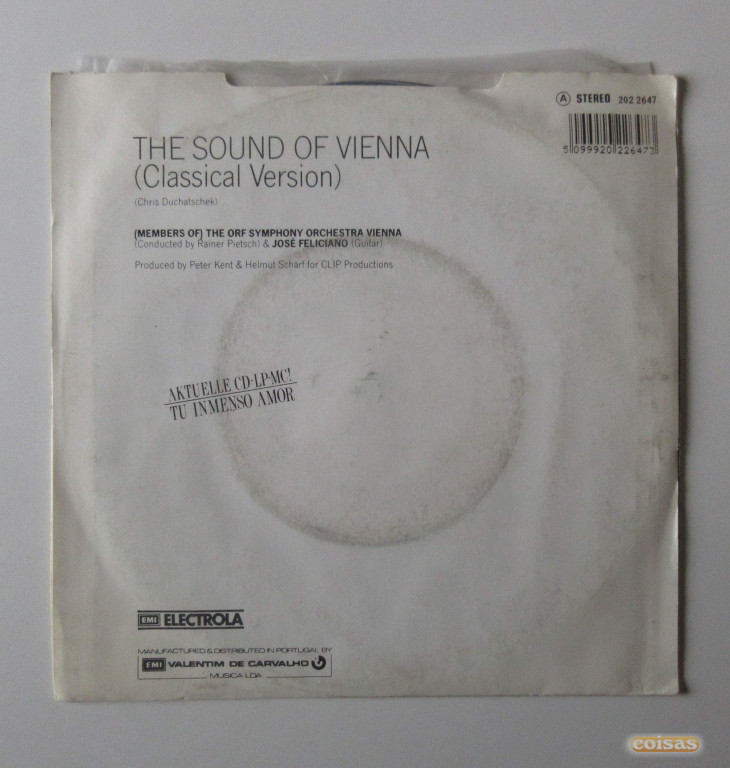 Ⓐ STEREO 202 2647
5 099920 226473
THE SOUND OF VIENNA
(Classical Version)
(Chris Duchatschek)
(MEMBERS OF) THE ORF SYMPHONY ORCHESTRA VIENNA
(Conducted by Rainer Pietsch) & JOSÉ FELICIANO (Guitar)
Produced by Peter Kent & Helmut Scharf for CLIP Productions
AKTUELLE CD-LP-MC!
TU INMENSO AMOR
EMI ELECTROLA
MANUFACTURED & DISTRIBUTED IN PORTUGAL BY
EMI VALENTIM DE CARVALHO
MUSICA LDA
coisas